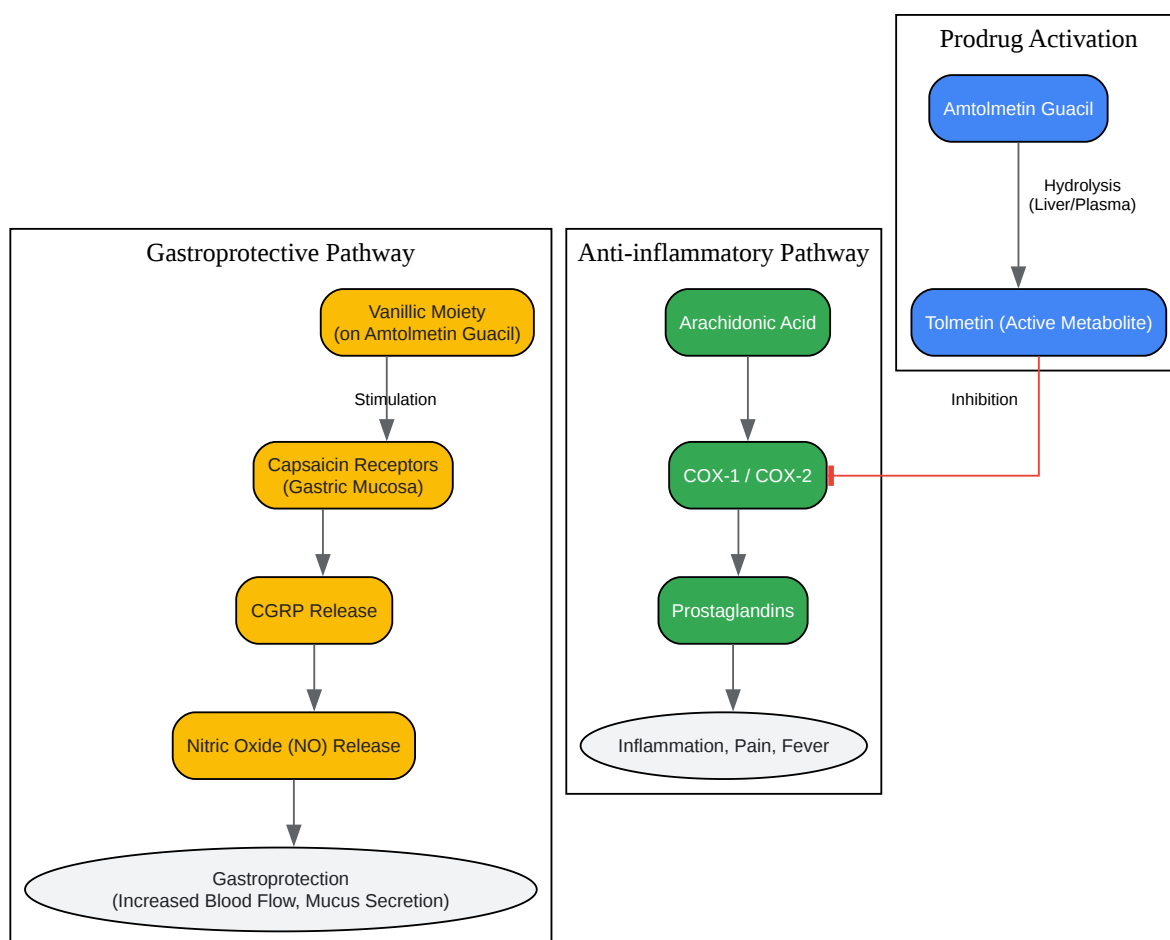 Prodrug Activation
Amtolmetin Guacil
Hydrolysis
(Liver/Plasma)
Tolmetin (Active Metabolite)
Inhibition
Gastroprotective Pathway
Vanillic Moiety
(on Amtolmetin Guacil)
Stimulation
Capsaicin Receptors
(Gastric Mucosa)
CGRP Release
Nitric Oxide (NO) Release
Gastroprotection
(Increased Blood Flow, Mucus Secretion)
Anti-inflammatory Pathway
Arachidonic Acid
COX-1 / COX-2
Prostaglandins
Inflammation, Pain, Fever